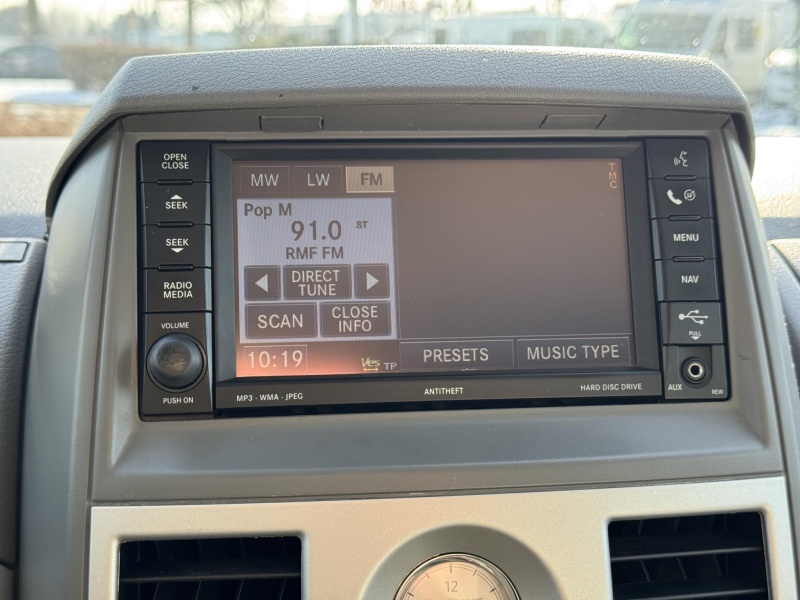 OPEN
CLOSE
SEEK
SEEK
RADIO
MEDIA
VOLUME
PUSH ON
MW LW FM
Pop M
91.0 ST
RMF FM
DIRECT
TUNE
SCAN
CLOSE
INFO
10:19
Ves
TP
PRESETS
MUSIC TYPE
TMC
MENU
NAV
PULL
AUX
REW
MP3 · WMA · JPEG
ANTITHEFT
HARD DISC DRIVE
12